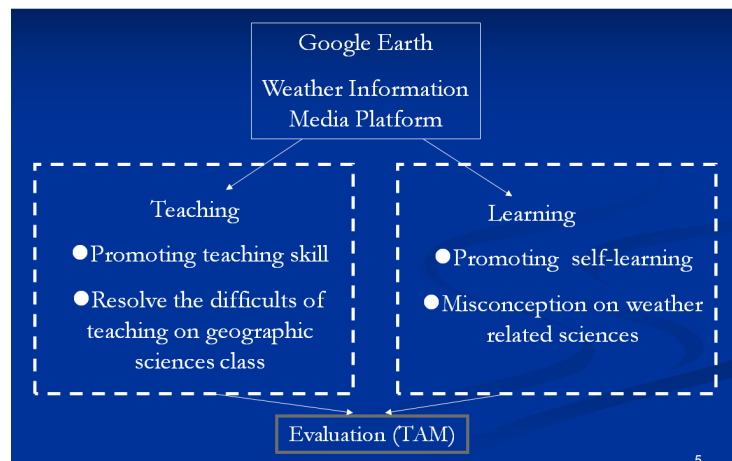 Google Earth
Weather Information
Media Platform
Teaching
●Promoting teaching skill
●Resolve the difficults of
teaching on geographic
sciences class
Learning
●Promoting self-learning
●Misconception on weather
related sciences
Evaluation (TAM)
5